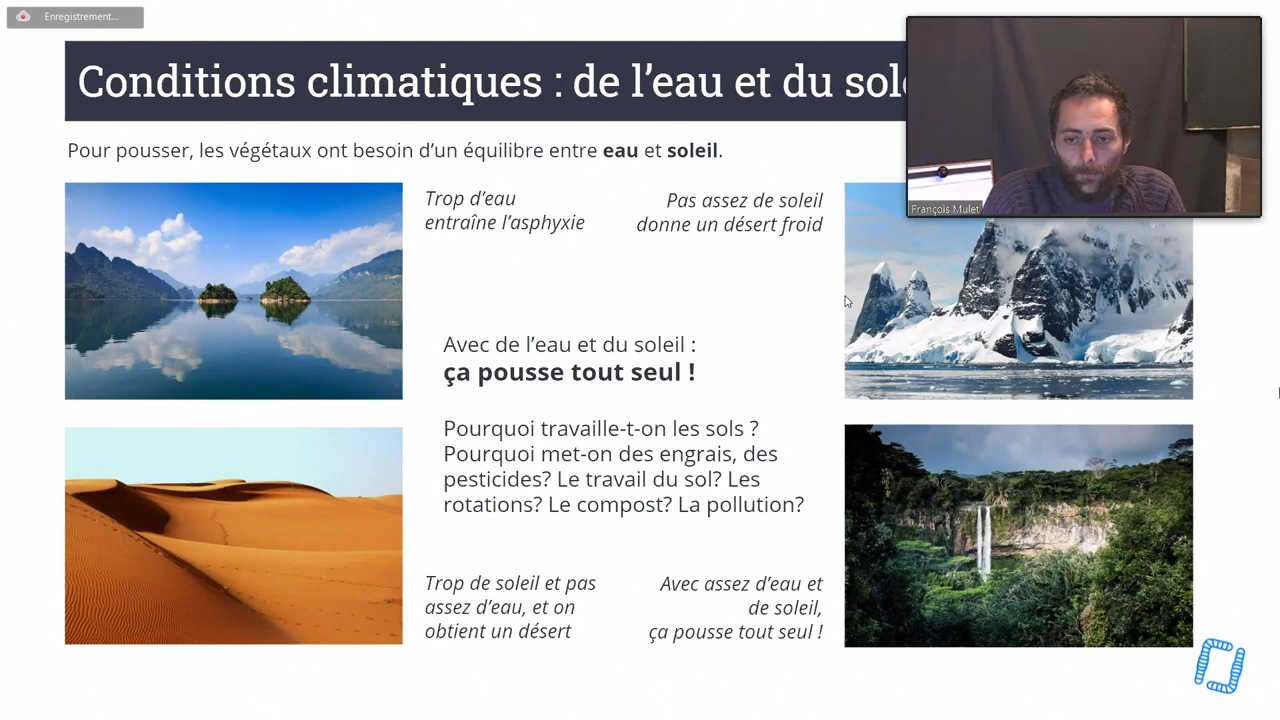 Enregistrement...
Conditions climatiques : de l'eau et du
Pour pousser, les végétaux ont besoin d'un équilibre entre eau et soleil.
François Mulet
Trop d'eau
entraîne l'asphyxie
Pas assez de soleil
donne un désert froid
Avec de l'eau et du soleil :
ça pousse tout seul !
Pourquoi travaille-t-on les sols ?
Pourquoi met-on des engrais, des
pesticides? Le travail du sol? Les
rotations? Le compost? La pollution?
Trop de soleil et pas
assez d'eau, et on
obtient un désert
Avec assez d'eau et
de soleil,
ça pousse tout seul !